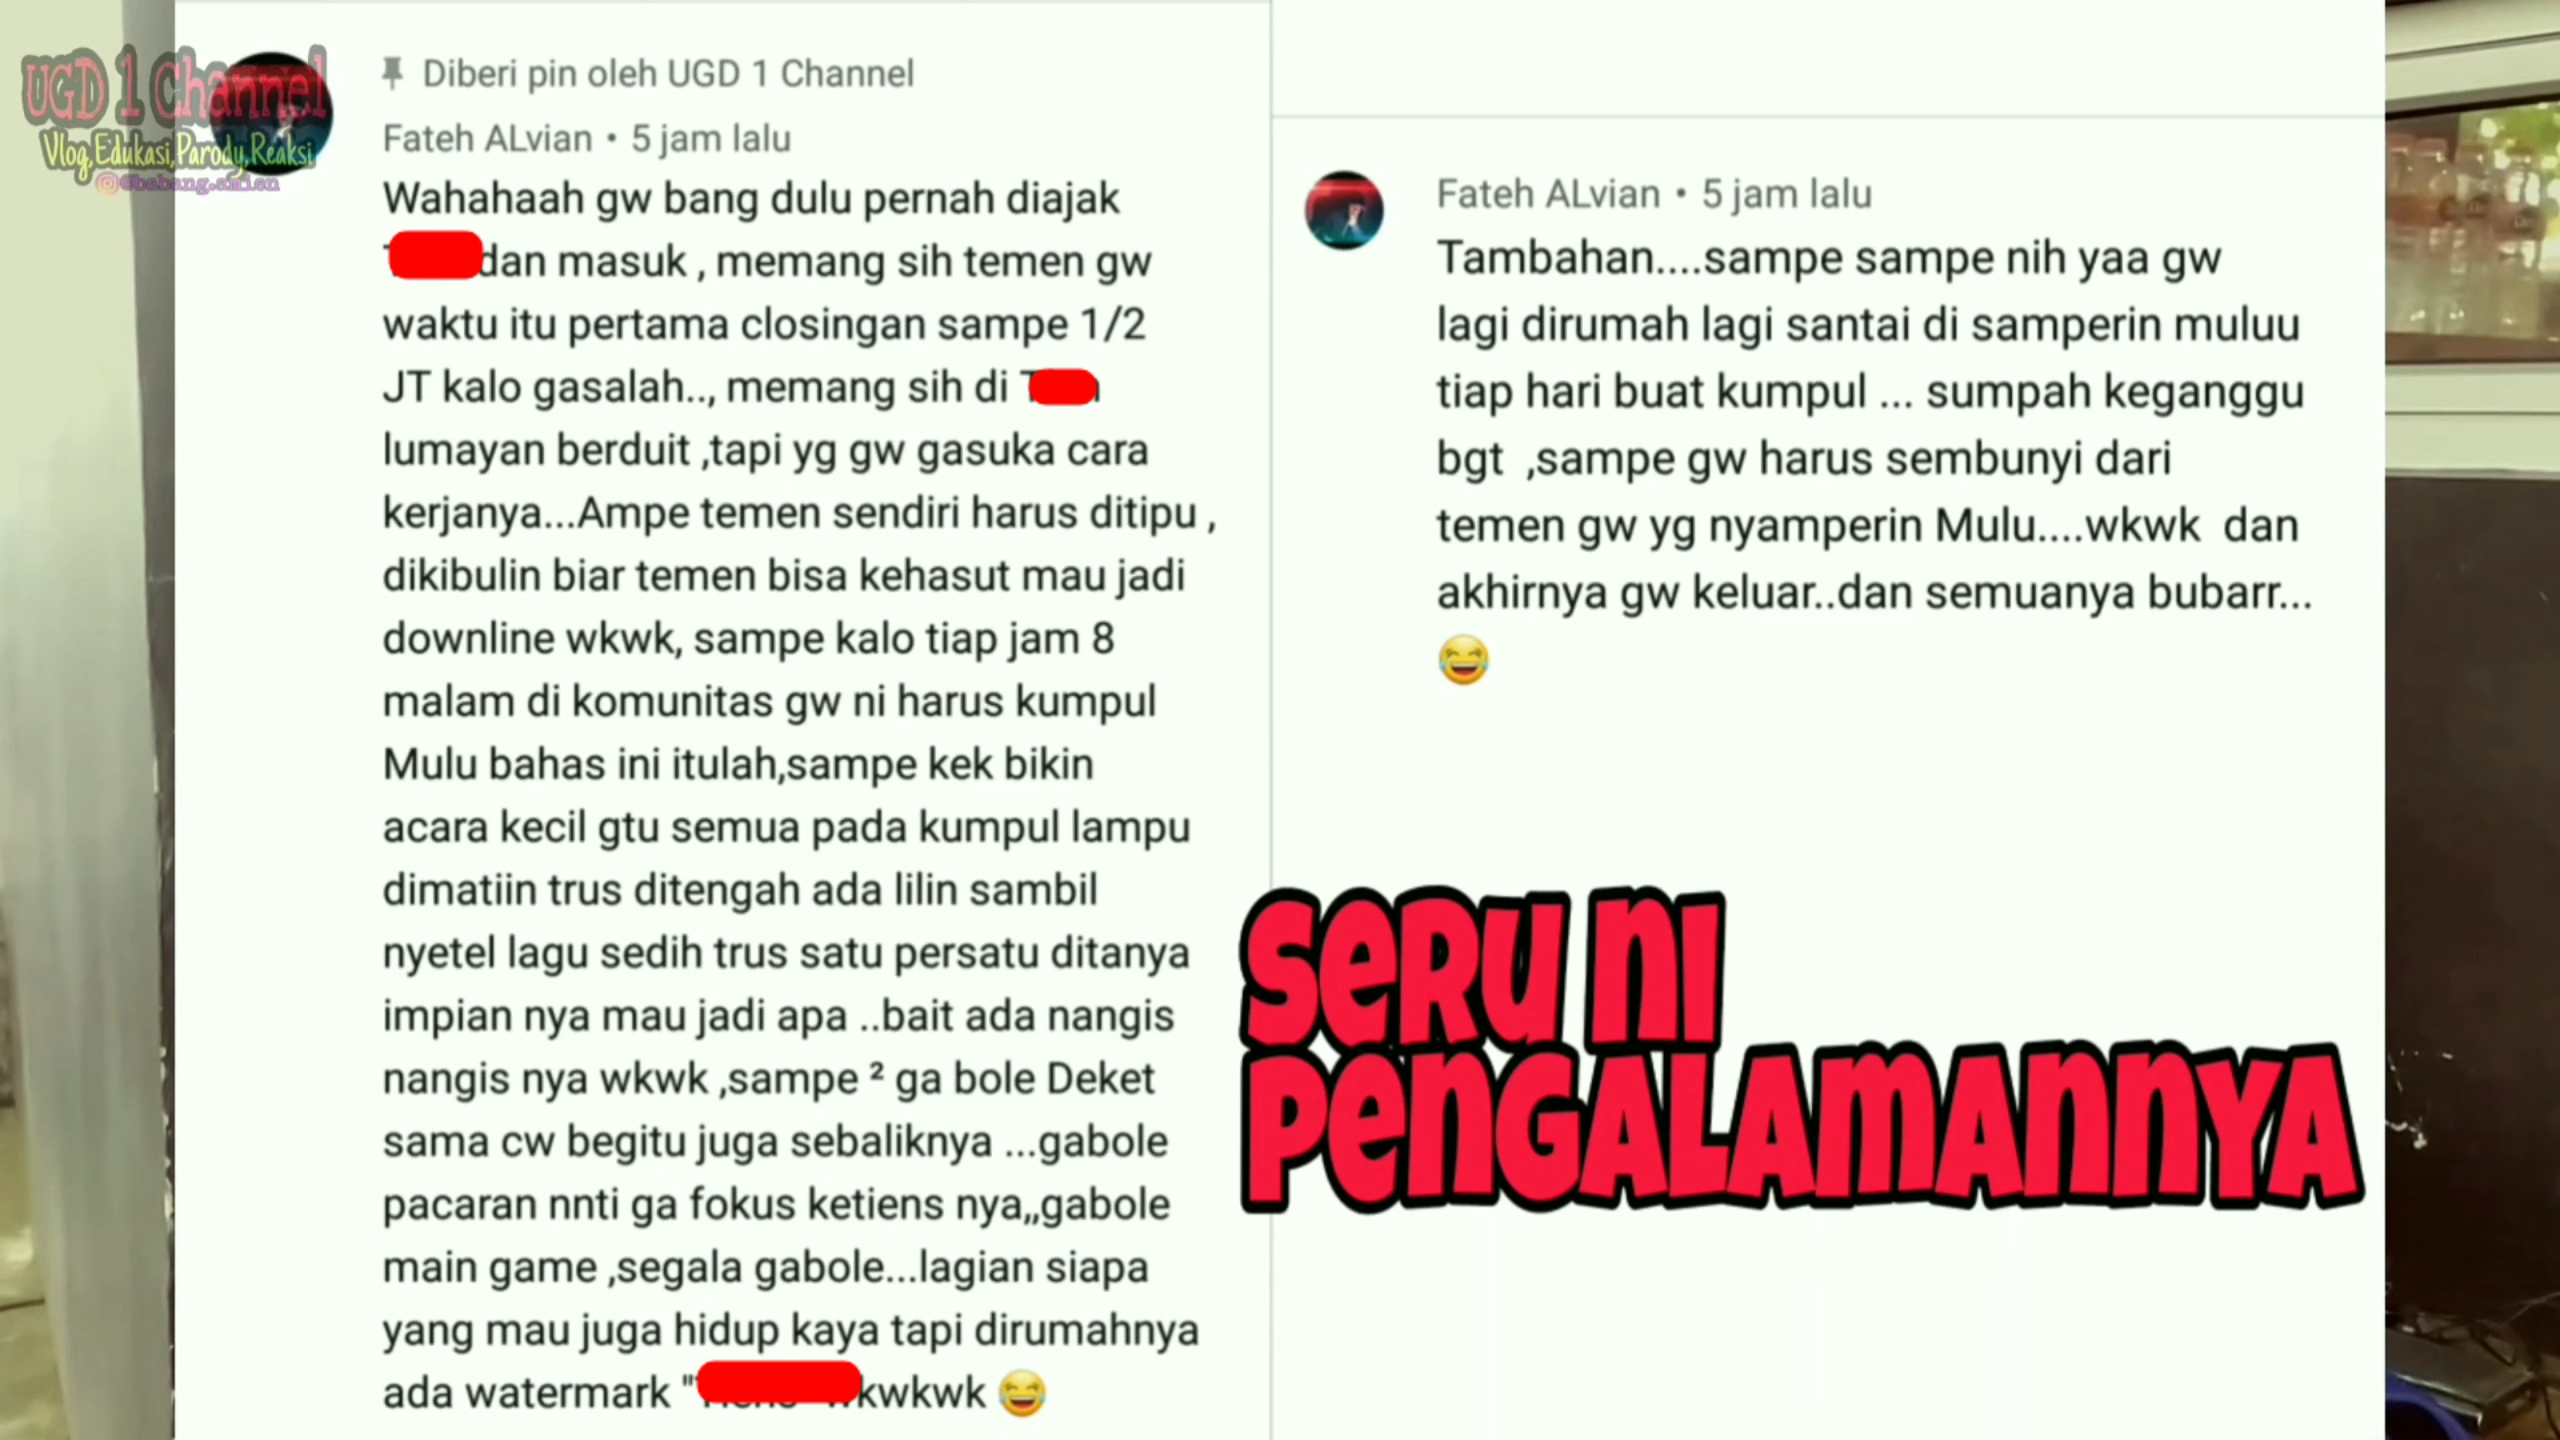 UGD 1 Channel
Vlog,Edukasi,Parody,Reaksi
Diberi pin oleh UGD 1 Channel
Fateh ALvian • 5 jam lalu
Wahahaah gw bang dulu pernah diajak
dan masuk , memang sih temen gw
waktu itu pertama closingan sampe 1/2
JT kalo gasalah.., memang sih di
lumayan berduit ,tapi yg gw gasuka cara
kerjanya...Ampe temen sendiri harus ditipu ,
dikibulin biar temen bisa kehasut mau jadi
downline wkwk, sampe kalo tiap jam 8
malam di komunitas gw ni harus kumpul
Mulu bahas ini itulah,sampe kek bikin
acara kecil gtu semua pada kumpul lampu
dimatiin trus ditengah ada lilin sambil
nyetel lagu sedih trus satu persatu ditanya
impian nya mau jadi apa ..bait ada nangis
nangis nya wkwk ,sampe ² ga bole Deket
sama cw begitu juga sebaliknya ...gabole
pacaran nnti ga fokus ketiens nya,,gabole
main game ,segala gabole...lagian siapa
yang mau juga hidup kaya tapi dirumahnya
ada watermark " kwkwk 😂
Fateh ALvian • 5 jam lalu
Tambahan....sampe sampe nih yaa gw
lagi dirumah lagi santai di samperin muluu
tiap hari buat kumpul ... sumpah keganggu
bgt ,sampe gw harus sembunyi dari
temen gw yg nyamperin Mulu....wkwk dan
akhirnya gw keluar..dan semuanya bubarr...
😂
SeRu ni
PenGALAmAnnYA